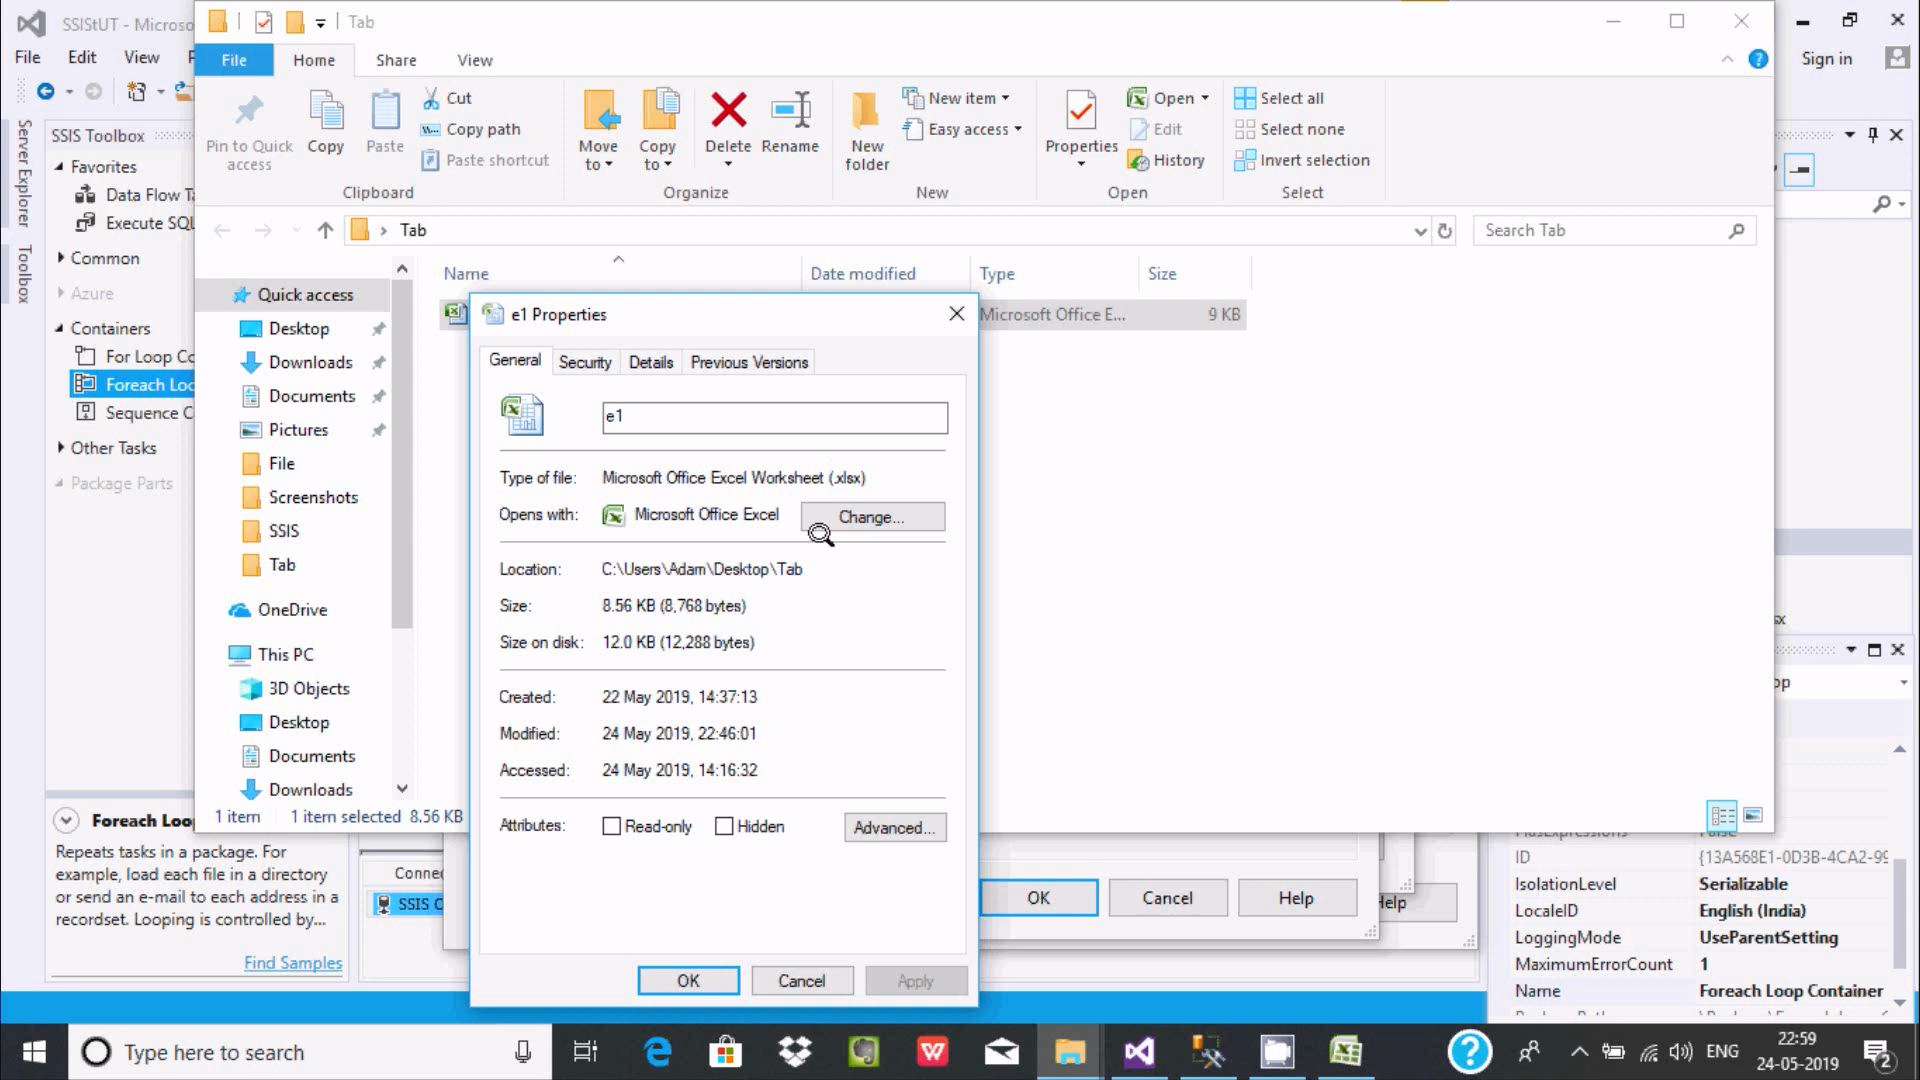 SSIStUT - Microso
Tab
File Edit View P
Sign in
File Home Share View
Pin to Quick access
Copy
Paste
Cut
Copy path
Paste shortcut
Clipboard
Move to
Copy to
Delete
Rename
Organize
New folder
New item
Easy access
New
Properties
Open
Edit
History
Open
Select all
Select none
Invert selection
Select
Tab
Search Tab
Server Explorer
Toolbox
SSIS Toolbox
Favorites
Data Flow T
Execute SQL
Common
Azure
Containers
For Loop Co
Foreach Loo
Sequence C
Other Tasks
Package Parts
Quick access
Desktop
Downloads
Documents
Pictures
File
Screenshots
SSIS
Tab
OneDrive
This PC
3D Objects
Desktop
Documents
Downloads
Name Date modified Type Size
Microsoft Office E... 9 KB
1 item 1 item selected 8.56 KB
e1 Properties
General Security Details Previous Versions
e1
Type of file: Microsoft Office Excel Worksheet (.xlsx)
Opens with: Microsoft Office Excel Change...
Location: C:\Users\Adam\Desktop\Tab
Size: 8.56 KB (8,768 bytes)
Size on disk: 12.0 KB (12,288 bytes)
Created: 22 May 2019, 14:37:13
Modified: 24 May 2019, 22:46:01
Accessed: 24 May 2019, 14:16:32
Attributes: Read-only Hidden Advanced...
OK Cancel Apply
Foreach Loo
Repeats tasks in a package. For
example, load each file in a directory
or send an e-mail to each address in a
recordset. Looping is controlled by...
Find Samples
Connec
SSIS C
OK Cancel Help
Help
sx
op
ID {13A568E1-0D3B-4CA2-99
IsolationLevel Serializable
LocaleID English (India)
LoggingMode UseParentSetting
MaximumErrorCount 1
Name Foreach Loop Container
Type here to search
ENG
22:59
24-05-2019
2